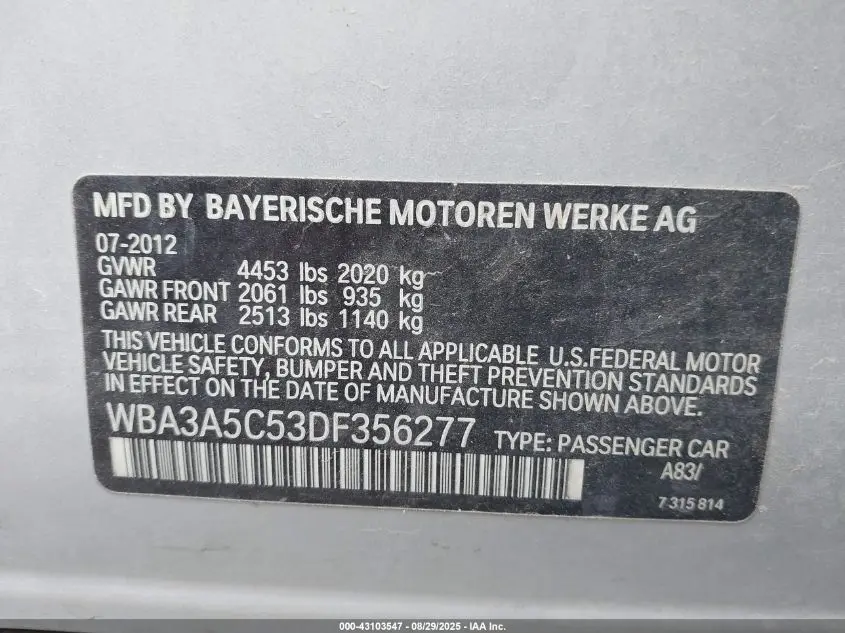 MFD BY BAYERISCHE MOTOREN WERKE AG
07-2012
GVWR 4453 lbs 2020 kg
GAWR FRONT 2061 lbs 935 kg
GAWR REAR 2513 lbs 1140 kg
THIS VEHICLE CONFORMS TO ALL APPLICABLE U.S.FEDERAL MOTOR
VEHICLE SAFETY, BUMPER AND THEFT PREVENTION STANDARDS
IN EFFECT ON THE DATE OF MANUFACTURE SHOWN ABOVE.
WBA3A5C53DF356277 TYPE: PASSENGER CAR
A83/
7 315 814
000-43103547 - 08/29/2025 - IAA Inc.